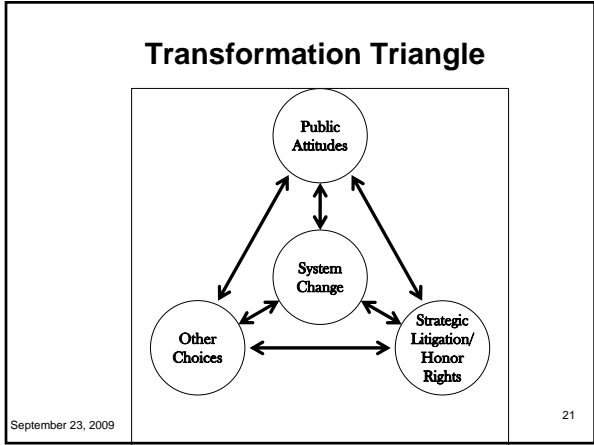 Transformation Triangle
Public
Attitudes
System
Change
Other
Choices
Strategic
Litigation/
Honor
Rights
September 23, 2009
21